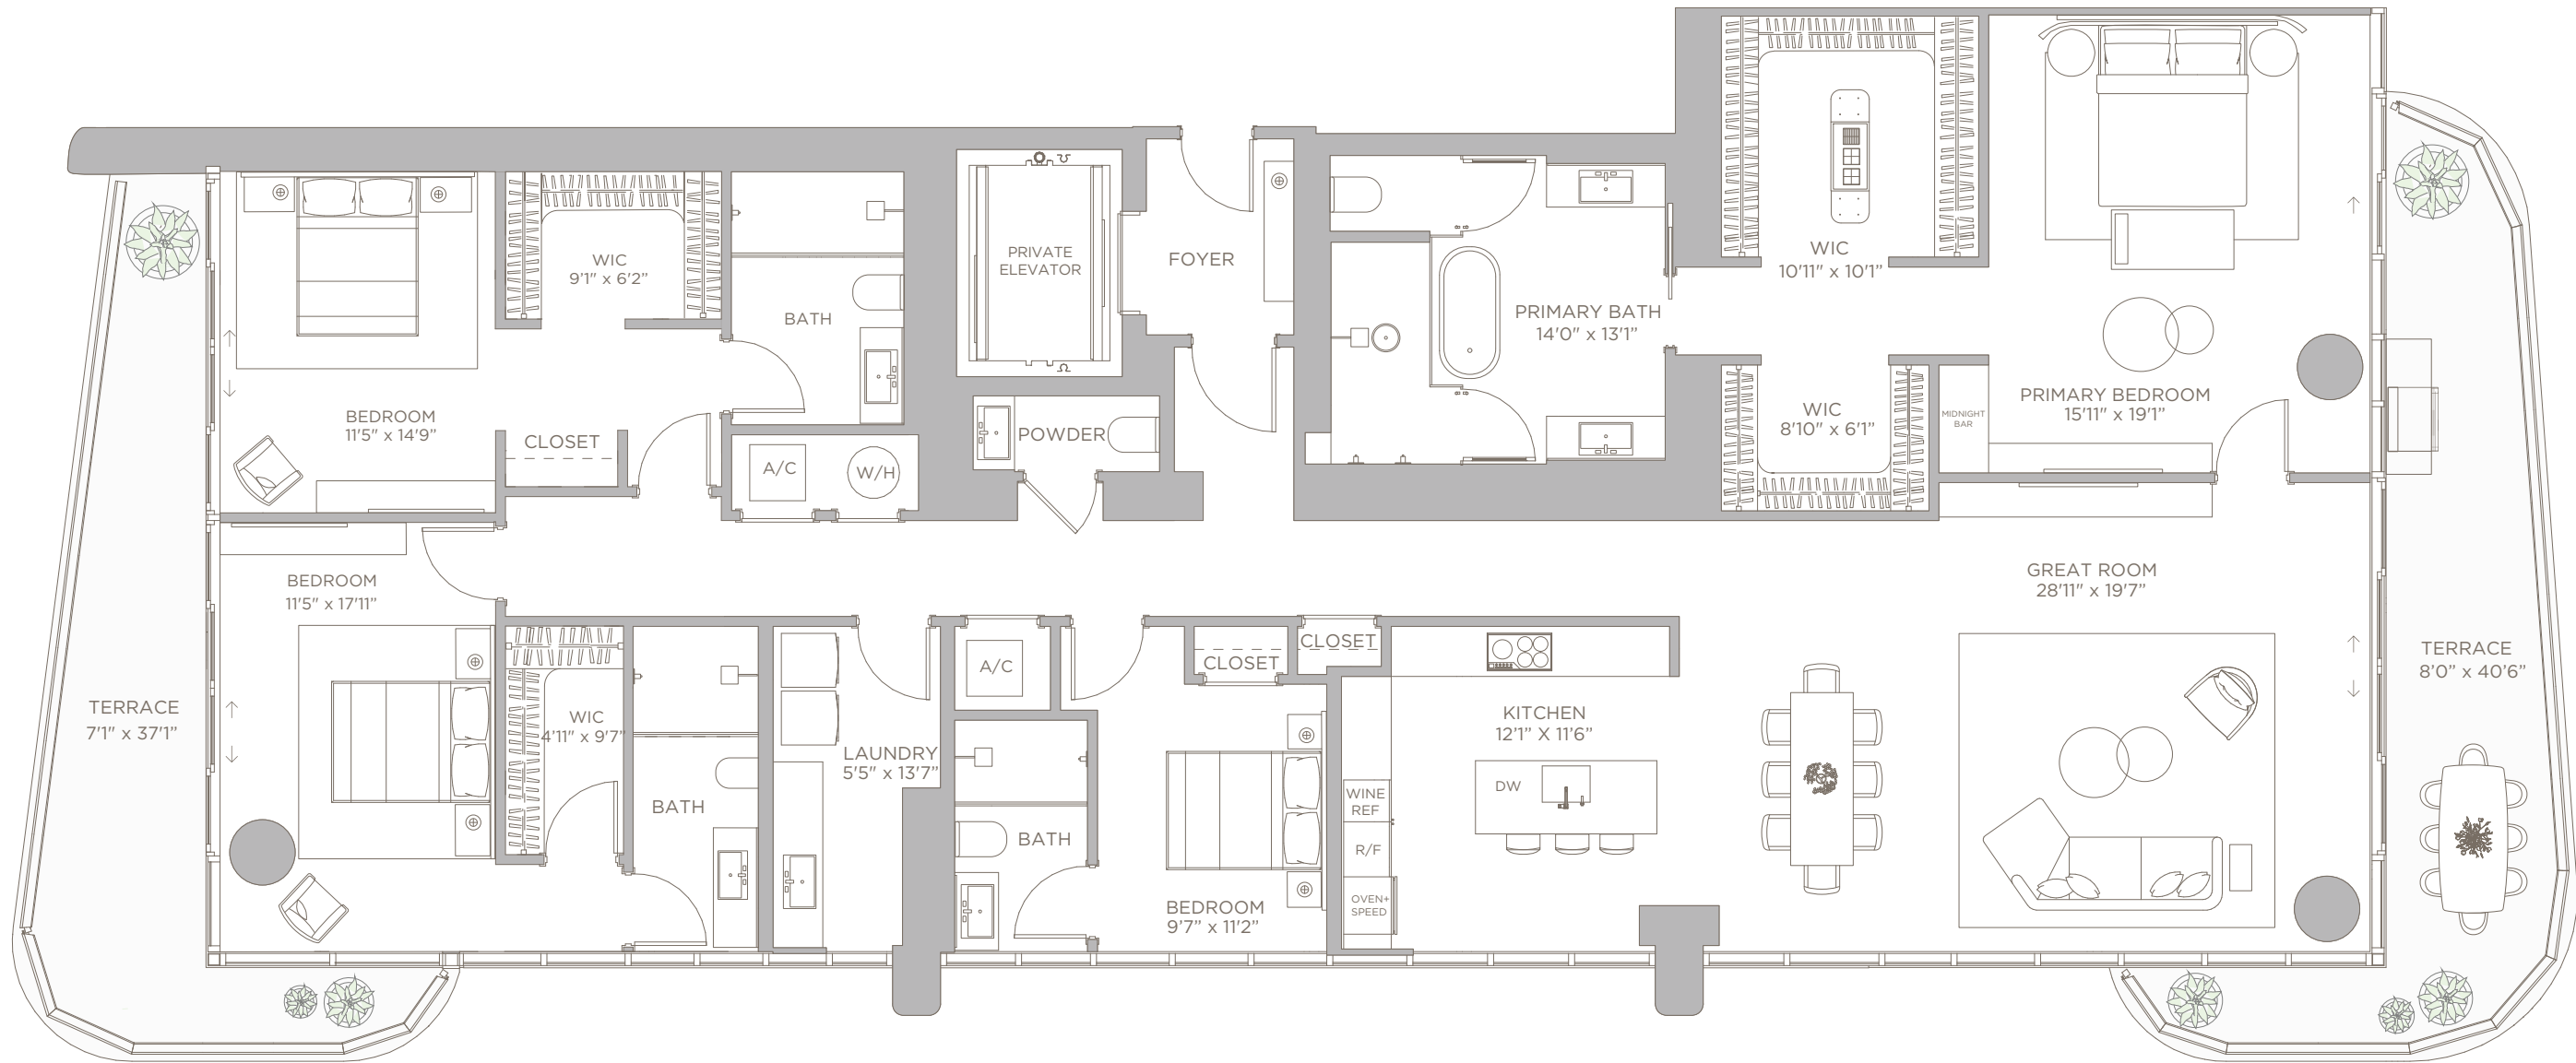 WIC
9'1" x 6'2”
BATH
PRIVATE
ELEVATOR
FOYER
PRIMARY BATH
14'0" x 13'1”
WIC
10'11" x 10'1”
BEDROOM
11'5" x 14'9”
CLOSET
A/C
W/H
POWDER
WIC
8'10" x 6'1”
MIDNIGHT
BAR
PRIMARY BEDROOM
15'11" x 19'1”
BEDROOM
11'5" x 17'11”
GREAT ROOM
28'11" x 19'7”
TERRACE
7'1" x 37'1”
WIC
4'11" x 9'7”
BATH
LAUNDRY
5'5" x 13'7”
A/C
BATH
CLOSET
CLOSET
BEDROOM
9'7" x 11'2”
KITCHEN
12'1” X 11'6”
DW
WINE
REF
R/F
OVEN+
SPEED
TERRACE
8'0” x 40'6”